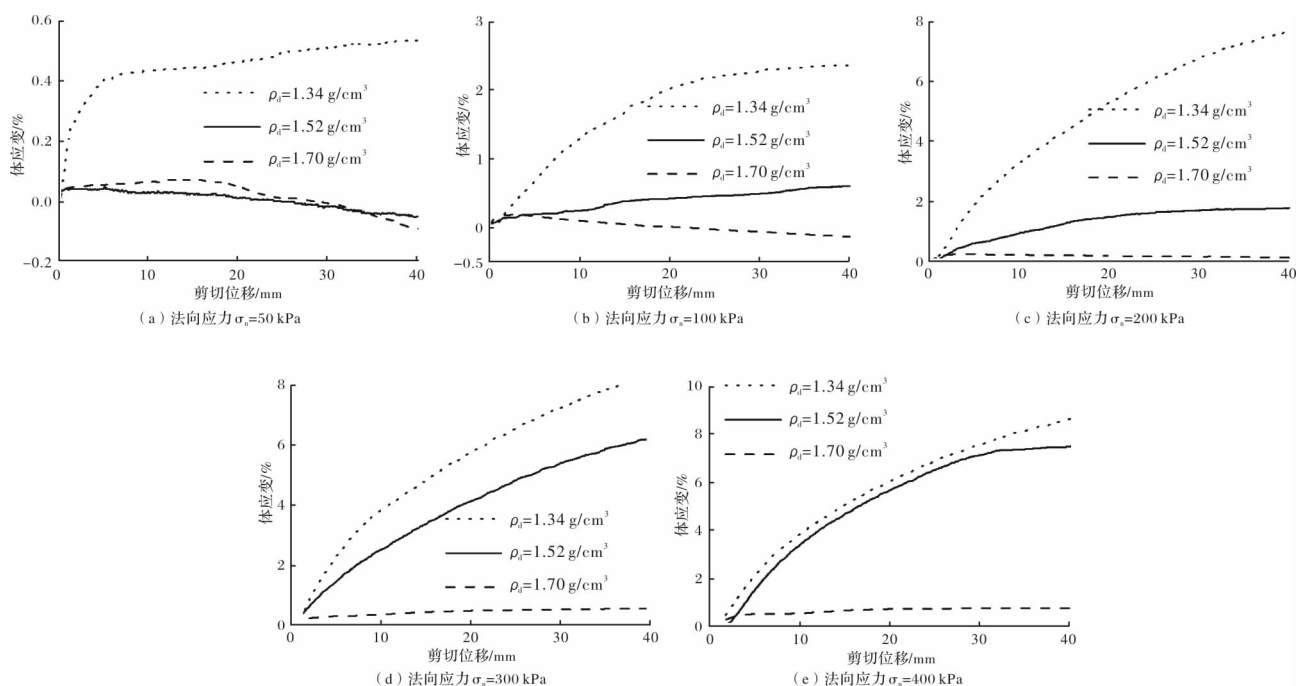 0.6
0.4
0.2
0.0
−0.2
体应变/%
ρd=1.34 g/cm³
ρd=1.52 g/cm³
ρd=1.70 g/cm³
0 10 20 30 40
剪切位移/mm
（a）法向应力σn=50 kPa
3
2
1
0
−0.5
体应变/%
ρd=1.34 g/cm³
ρd=1.52 g/cm³
ρd=1.70 g/cm³
0 10 20 30 40
剪切位移/mm
（b）法向应力σn=100 kPa
8
6
4
2
0
体应变/%
ρd=1.34 g/cm³
ρd=1.52 g/cm³
ρd=1.70 g/cm³
0 10 20 30 40
剪切位移/mm
（c）法向应力σn=200 kPa
8
6
4
2
0
体应变/%
ρd=1.34 g/cm³
ρd=1.52 g/cm³
ρd=1.70 g/cm³
0 10 20 30 40
剪切位移/mm
（d）法向应力σn=300 kPa
10
8
6
4
2
0
体应变/%
ρd=1.34 g/cm³
ρd=1.52 g/cm³
ρd=1.70 g/cm³
0 10 20 30 40
剪切位移/mm
（e）法向应力σn=400 kPa